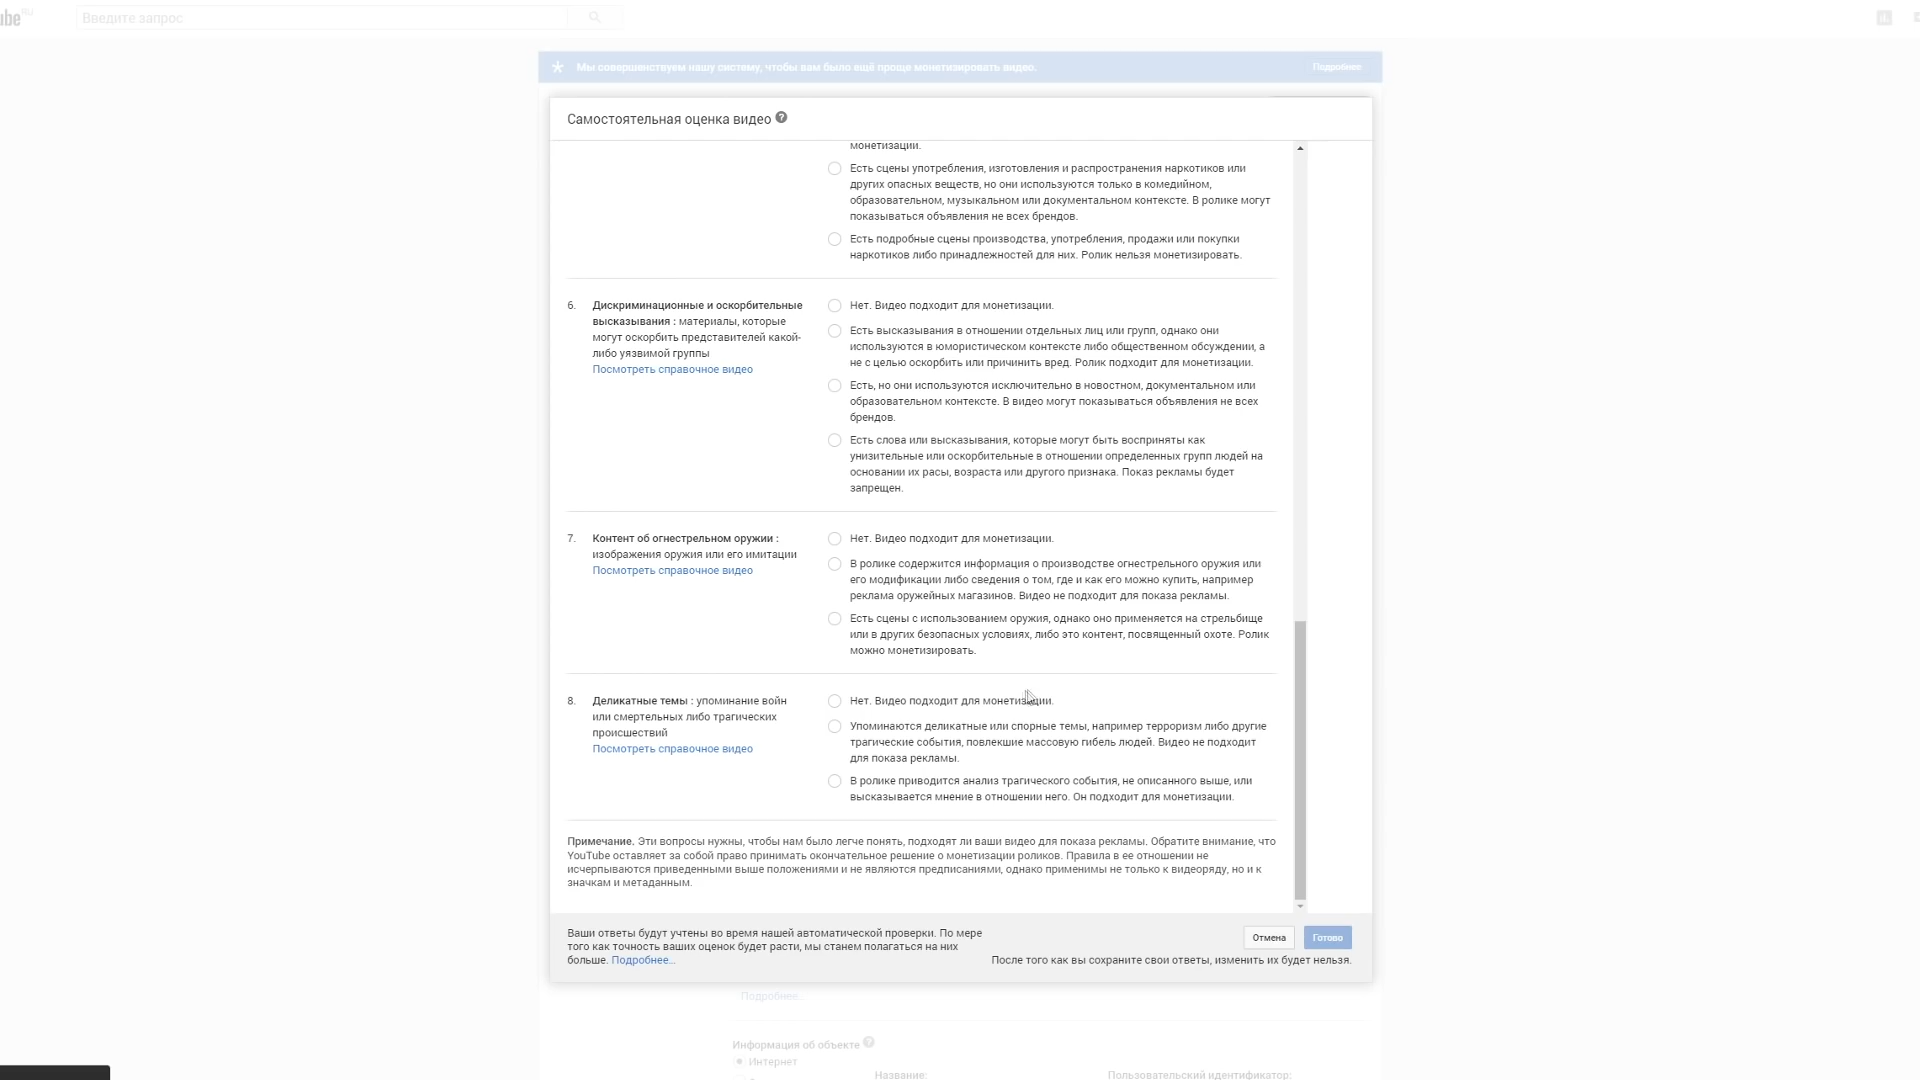 ube RU
Введите запрос
Мы совершенствуем нашу систему, чтобы вам было ещё проще монетизировать видео.
Подробнее
Самостоятельная оценка видео
монетизации.
Есть сцены употребления, изготовления и распространения наркотиков или
других опасных веществ, но они используются только в комедийном,
образовательном, музыкальном или документальном контексте. В ролике могут
показываться объявления не всех брендов.
Есть подробные сцены производства, употребления, продажи или покупки
наркотиков либо принадлежностей для них. Ролик нельзя монетизировать.
6.
Дискриминационные и оскорбительные
высказывания : материалы, которые
могут оскорбить представителей какой-
либо уязвимой группы
Посмотреть справочное видео
Нет. Видео подходит для монетизации.
Есть высказывания в отношении отдельных лиц или групп, однако они
используются в юмористическом контексте либо общественном обсуждении, а
не с целью оскорбить или причинить вред. Ролик подходит для монетизации.
Есть, но они используются исключительно в новостном, документальном или
образовательном контексте. В видео могут показываться объявления не всех
брендов.
Есть слова или высказывания, которые могут быть восприняты как
унизительные или оскорбительные в отношении определенных групп людей на
основании их расы, возраста или другого признака. Показ рекламы будет
запрещен.
7.
Контент об огнестрельном оружии :
изображения оружия или его имитации
Посмотреть справочное видео
Нет. Видео подходит для монетизации.
В ролике содержится информация о производстве огнестрельного оружия или
его модификации либо сведения о том, где и как его можно купить, например
реклама оружейных магазинов. Видео не подходит для показа рекламы.
Есть сцены с использованием оружия, однако оно применяется на стрельбище
или в других безопасных условиях, либо это контент, посвященный охоте. Ролик
можно монетизировать.
8.
Деликатные темы : упоминание войн
или смертельных либо трагических
происшествий
Посмотреть справочное видео
Нет. Видео подходит для монетизации.
Упоминаются деликатные или спорные темы, например терроризм либо другие
трагические события, повлекшие массовую гибель людей. Видео не подходит
для показа рекламы.
В ролике приводится анализ трагического события, не описанного выше, или
высказывается мнение в отношении него. Он подходит для монетизации.
Примечание. Эти вопросы нужны, чтобы нам было легче понять, подходят ли ваши видео для показа рекламы. Обратите внимание, что
YouTube оставляет за собой право принимать окончательное решение о монетизации роликов. Правила в ее отношении не
исчерпываются приведенными выше положениями и не являются предписаниями, однако применимы не только к видеоряду, но и к
значкам и метаданным.
Ваши ответы будут учтены во время нашей автоматической проверки. По мере
того как точность ваших оценок будет расти, мы станем полагаться на них
больше. Подробнее...
Отмена
Готово
После того как вы сохраните свои ответы, изменить их будет нельзя.
Подробнее...
Информация об объекте
Интернет
Название:
Пользовательский идентификатор: